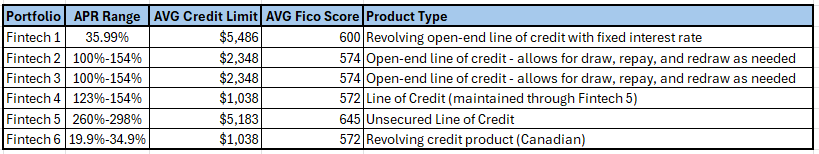 Portfolio APR Range AVG Credit Limit AVG Fico Score Product Type
Fintech 1 35.99% $5,486 600 Revolving open-end line of credit with fixed interest rate
Fintech 2 100%-154% $2,348 574 Open-end line of credit - allows for draw, repay, and redraw as needed
Fintech 3 100%-154% $2,348 574 Open-end line of credit - allows for draw, repay, and redraw as needed
Fintech 4 123%-154% $1,038 572 Line of Credit (maintained through Fintech 5)
Fintech 5 260%-298% $5,183 645 Unsecured Line of Credit
Fintech 6 19.9%-34.9% $1,038 572 Revolving credit product (Canadian)